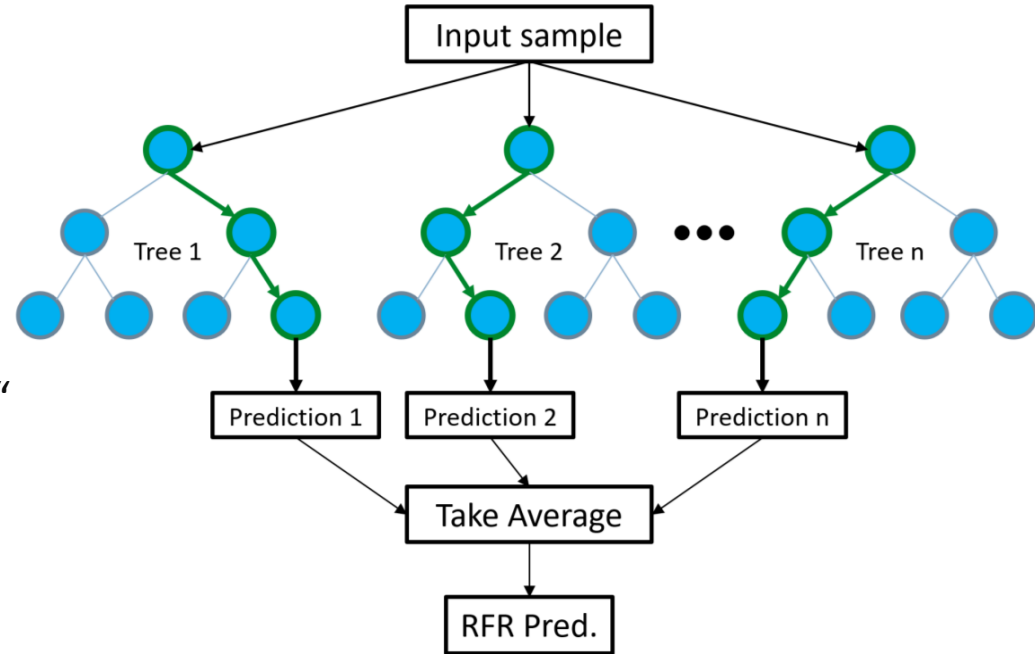 Input sample
Tree 1
Tree 2
•••
Tree n
“
Prediction 1
Prediction 2
Prediction n
Take Average
RFR Pred.